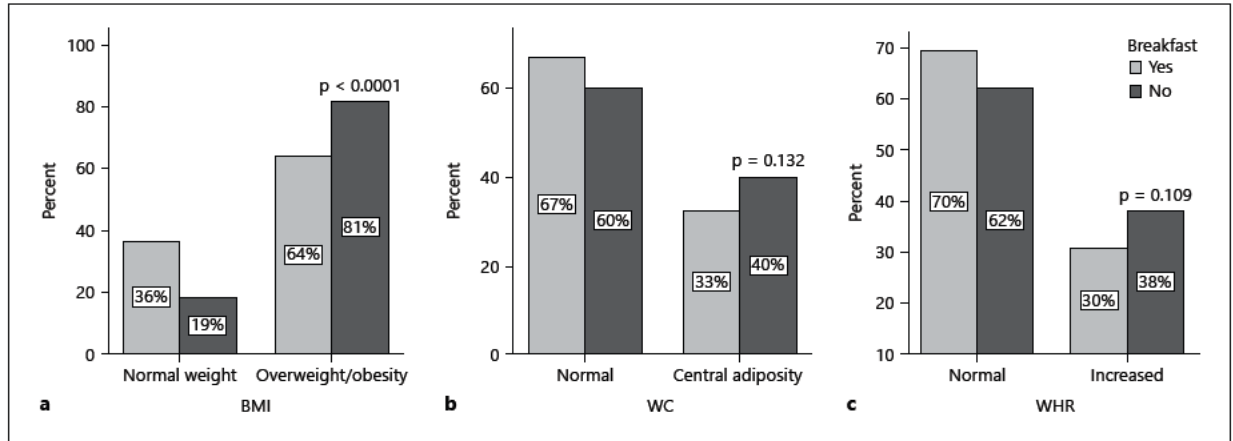 100
80
60
40
20
0
Percent
p < 0.0001
36%
19%
64%
81%
Normal weight
Overweight/obesity
a
BMI
60
40
20
0
Percent
p = 0.132
67%
60%
33%
40%
Normal
Central adiposity
b
WC
70
60
50
40
30
20
10
Percent
Breakfast
Yes
No
p = 0.109
70%
62%
30%
38%
Normal
Increased
c
WHR